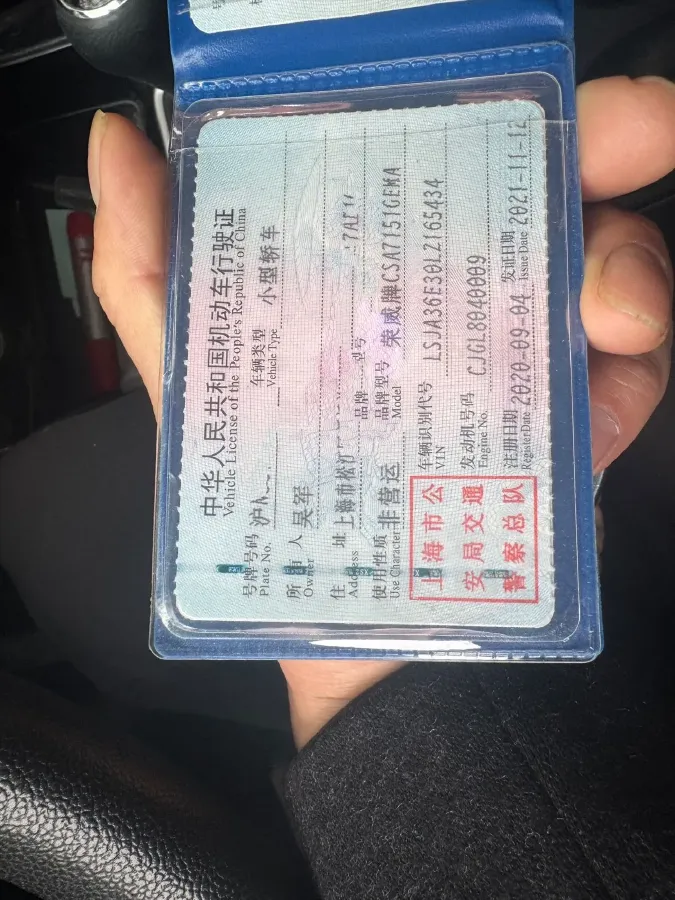 中华人民共和国机动车行驶证
Vehicle License of the People's Republic of China
号牌号码 沪A 车辆类型 小型轿车
Plate No. Vehicle Type
所有人 吴军
Owner
住 址 上海市松江
Address
使用性质 非营运 品牌型号 荣威牌CSA7151GEMA
Use Character Model
车辆识别代号 LSJA36E30L2165434
VIN
发动机号码 CJGL8040009
Engine No.
注册日期 2020-09-04 发证日期 2021-11-12
Register Date Issue Date
上海市公
安局交通
警察总队